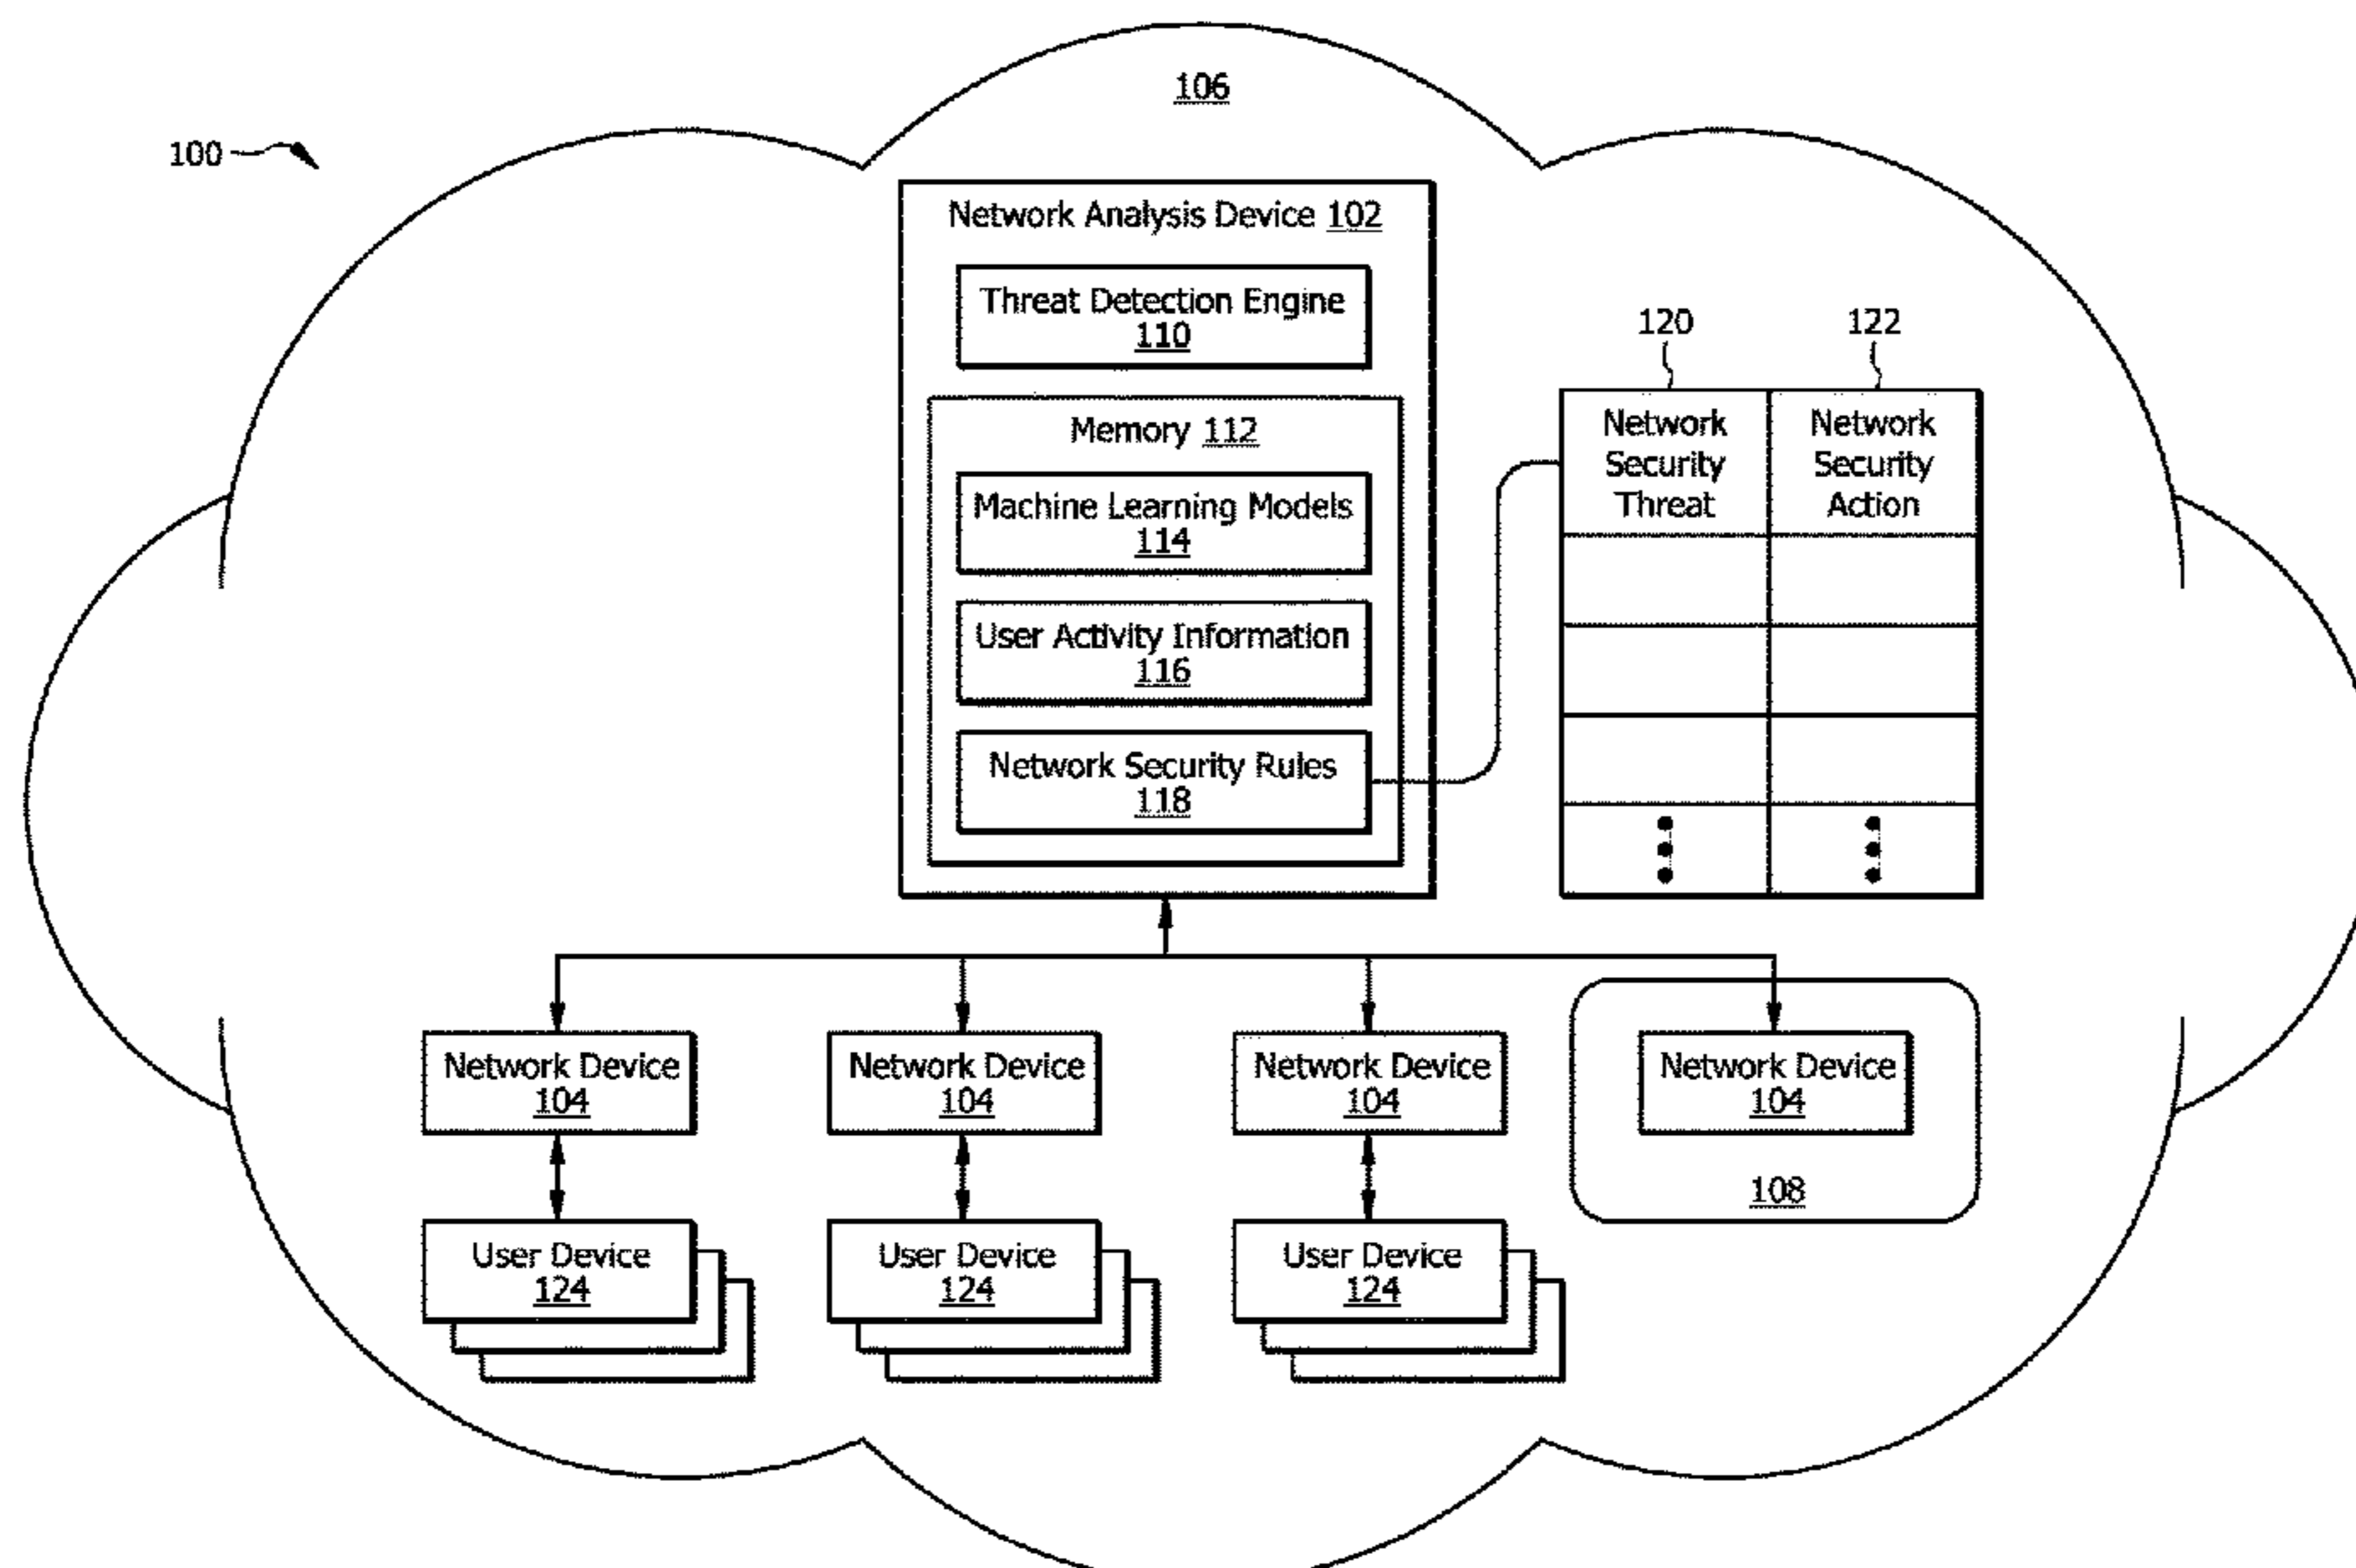 106
100
Network Analysis Device 102
Threat Detection Engine
110
Memory 112
Machine Learning Models
114
User Activity Information
116
Network Security Rules
118
120
122
Network
Security
Threat
Network
Security
Action
Network Device
104
Network Device
104
Network Device
104
Network Device
104
108
User Device
124
User Device
124
User Device
124